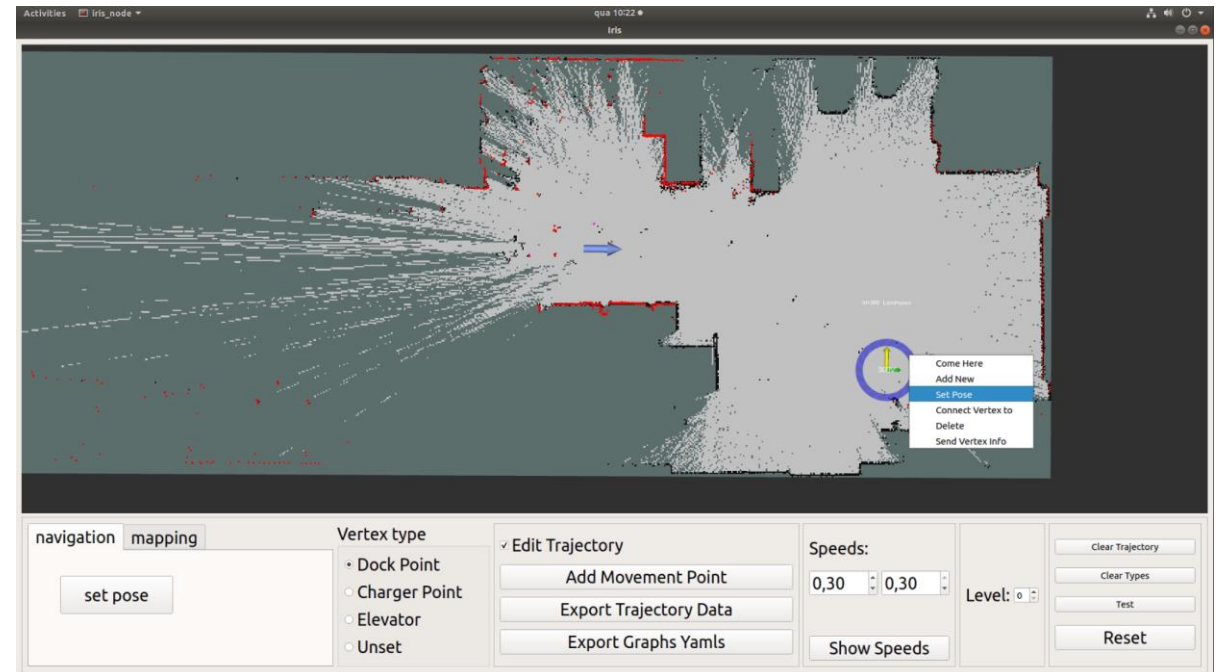 Activities iris_node qua 10:22
Iris
Come Here
Add New
Set Pose
Connect Vertex to
Delete
Send Vertex Info
navigation mapping
set pose
Vertex type
Dock Point
Charger Point
Elevator
Unset
Edit Trajectory
Add Movement Point
Export Trajectory Data
Export Graphs Yamls
Speeds:
0,30 0,30
Show Speeds
Level: 0
Clear Trajectory
Clear Types
Test
Reset